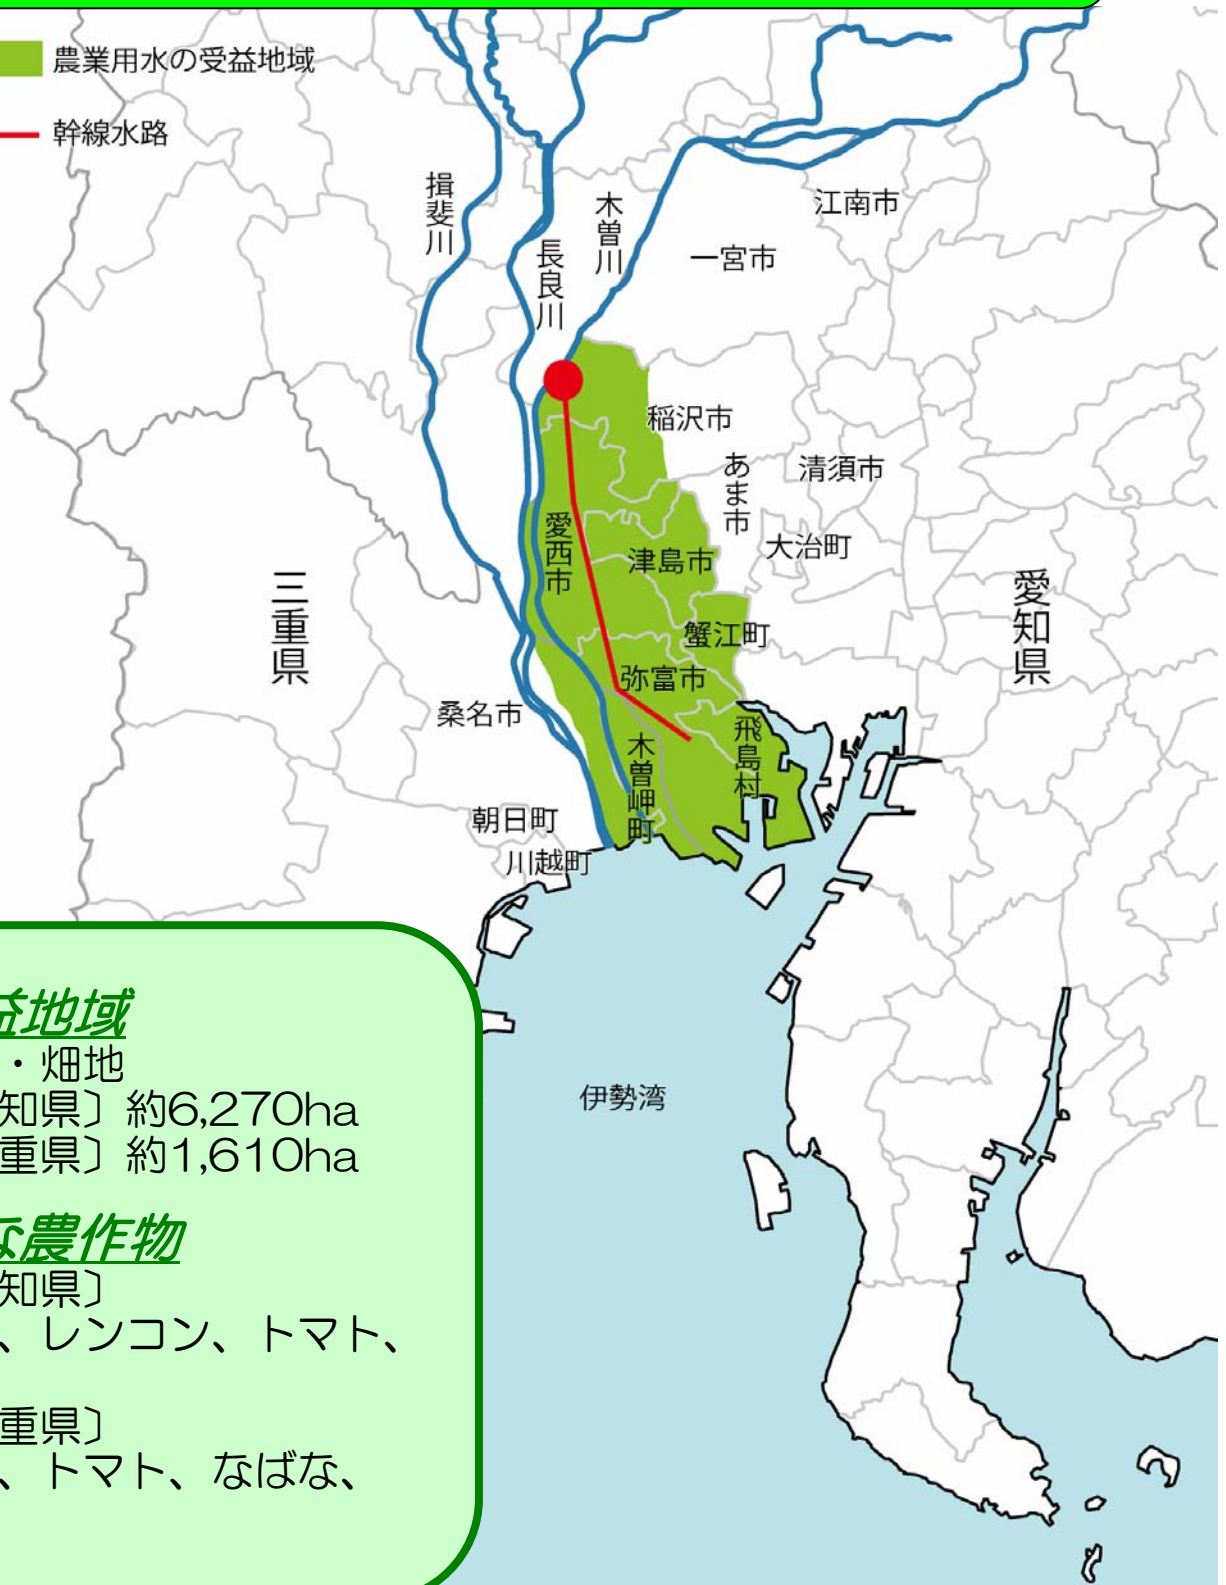 農業用水の受益地域
幹線水路
揖斐川
長良川
木曽川
江南市
一宮市
稲沢市
あま市
清須市
大治町
愛西市
津島市
蟹江町
弥富市
三重県
愛知県
桑名市
木曽岬町
飛島村
朝日町
川越町
伊勢湾
益地域
・畑地
知県〕約6,270ha
重県〕約1,610ha
な農作物
知県〕
、レンコン、トマト、
重県〕
、トマト、なばな、